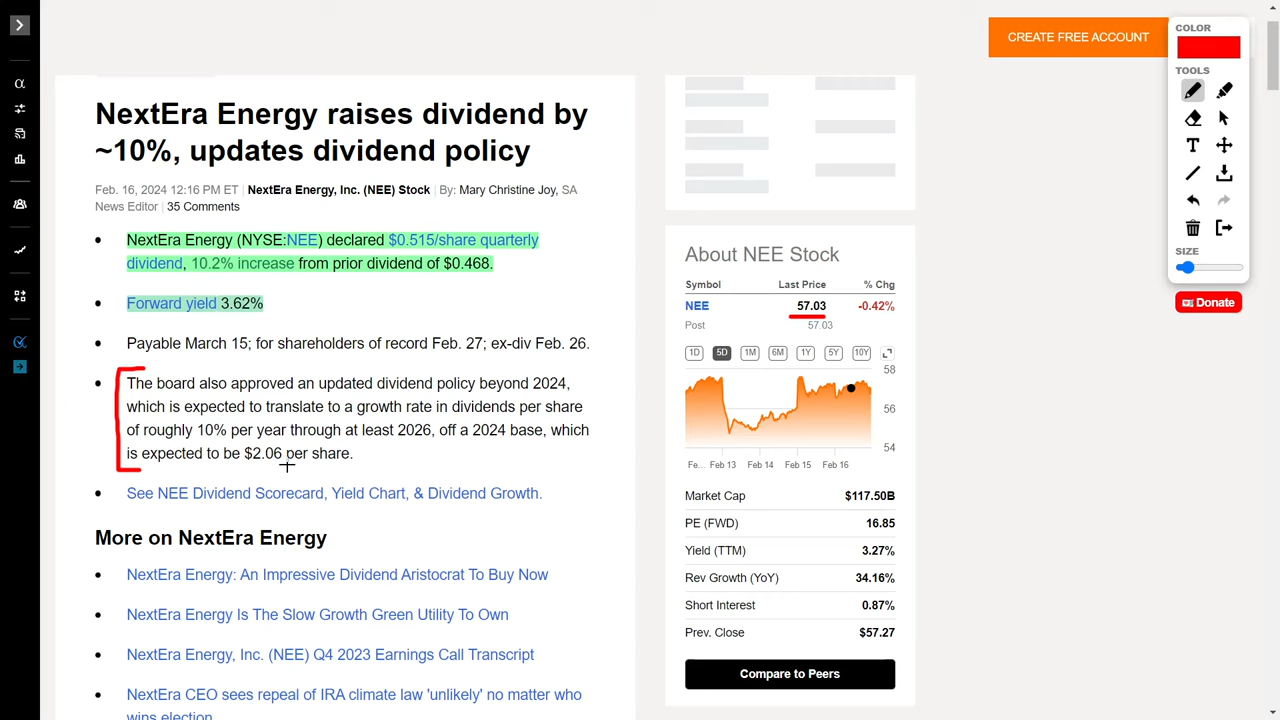 CREATE FREE ACCOUNT
COLOR
TOOLS
T
SIZE
Donate
α
NextEra Energy raises dividend by
~10%, updates dividend policy
Feb. 16, 2024 12:16 PM ET | NextEra Energy, Inc. (NEE) Stock | By: Mary Christine Joy, SA
News Editor | 35 Comments
• NextEra Energy (NYSE:NEE) declared $0.515/share quarterly
dividend, 10.2% increase from prior dividend of $0.468.
• Forward yield 3.62%
• Payable March 15; for shareholders of record Feb. 27; ex-div Feb. 26.
• The board also approved an updated dividend policy beyond 2024,
which is expected to translate to a growth rate in dividends per share
of roughly 10% per year through at least 2026, off a 2024 base, which
is expected to be $2.06 per share.
• See NEE Dividend Scorecard, Yield Chart, & Dividend Growth.
More on NextEra Energy
• NextEra Energy: An Impressive Dividend Aristocrat To Buy Now
• NextEra Energy Is The Slow Growth Green Utility To Own
• NextEra Energy, Inc. (NEE) Q4 2023 Earnings Call Transcript
• NextEra CEO sees repeal of IRA climate law 'unlikely' no matter who
wins election
About NEE Stock
Symbol Last Price % Chg
NEE 57.03 -0.42%
Post 57.03
1D 5D 1M 6M 1Y 5Y 10Y
58
56
54
Fe... Feb 13 Feb 14 Feb 15 Feb 16
Market Cap $117.50B
PE (FWD) 16.85
Yield (TTM) 3.27%
Rev Growth (YoY) 34.16%
Short Interest 0.87%
Prev. Close $57.27
Compare to Peers